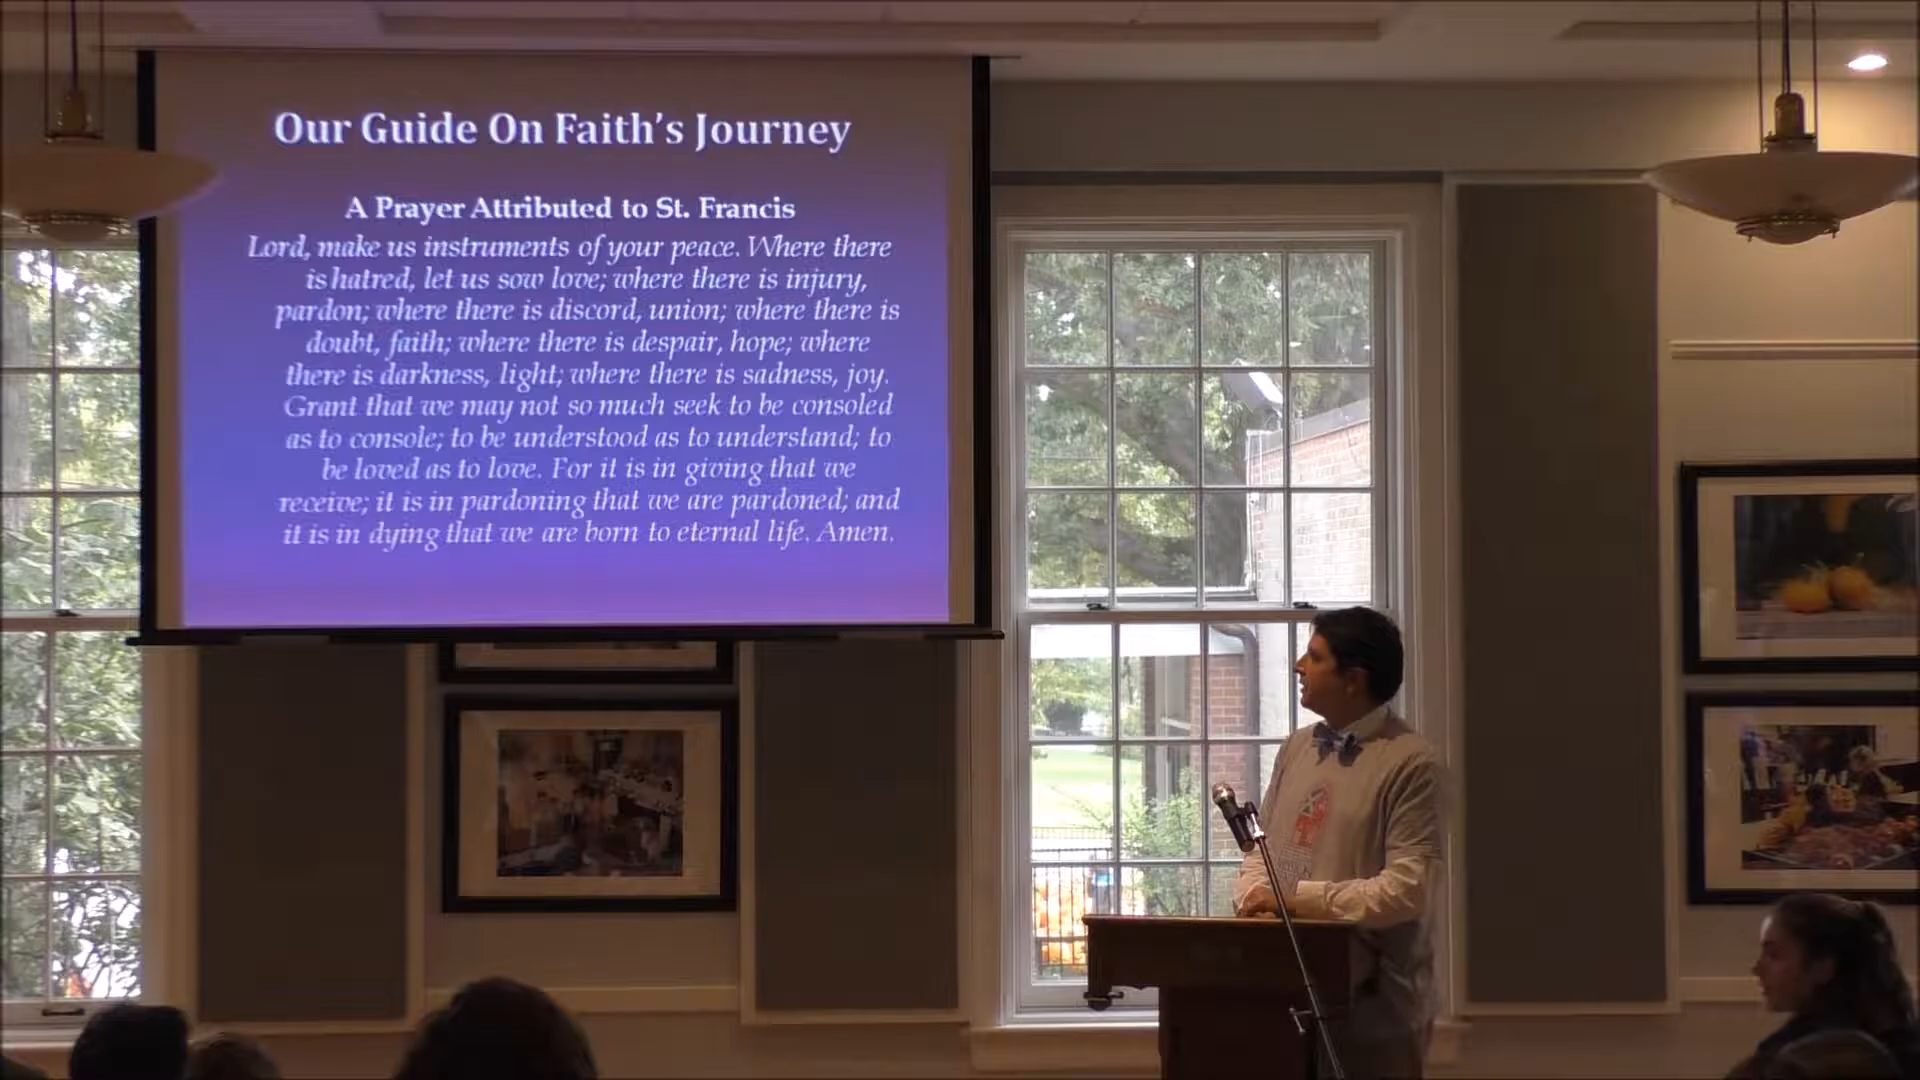 Our Guide On Faith's Journey
A Prayer Attributed to St. Francis
Lord, make us instruments of your peace. Where there
is hatred, let us sow love; where there is injury,
pardon; where there is discord, union; where there is
doubt, faith; where there is despair, hope; where
there is darkness, light; where there is sadness, joy.
Grant that we may not so much seek to be consoled
as to console; to be understood as to understand; to
be loved as to love. For it is in giving that we
receive; it is in pardoning that we are pardoned; and
it is in dying that we are born to eternal life. Amen.